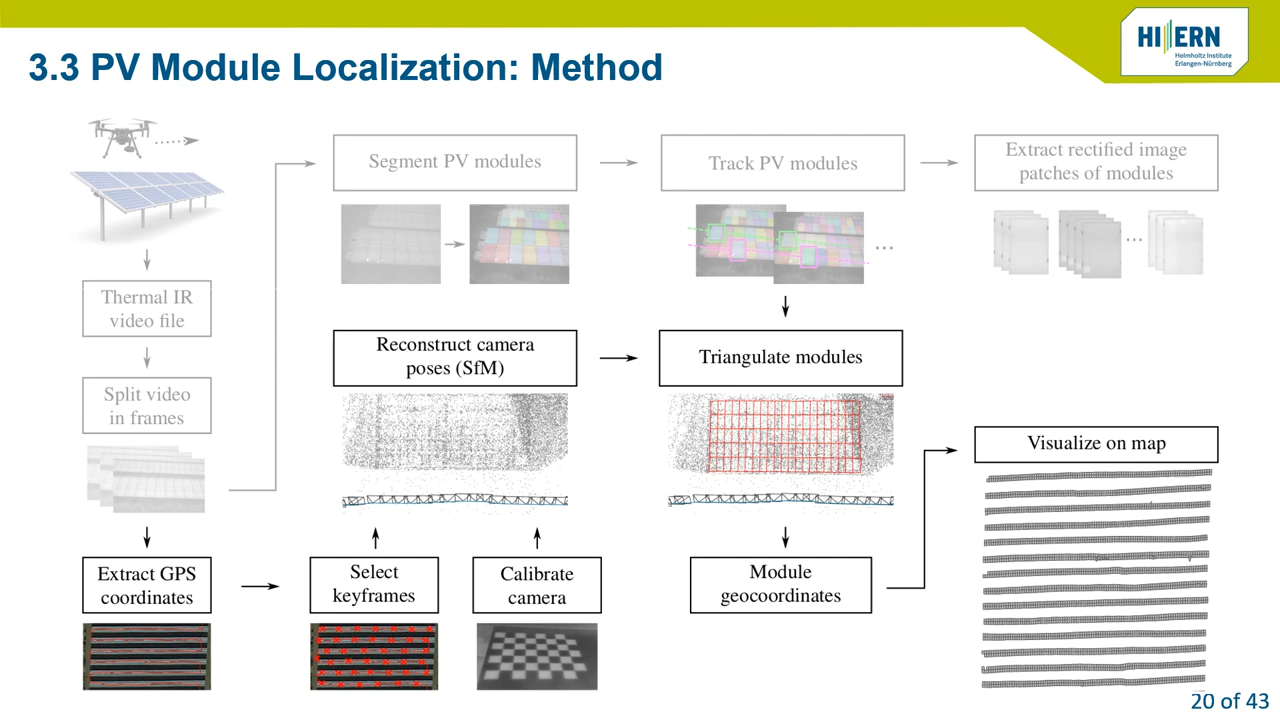 3.3 PV Module Localization: Method
HI ERN
Helmholtz Institute
Erlangen-Nürnberg
Segment PV modules
Track PV modules
Extract rectified image
patches of modules
Thermal IR
video file
Split video
in frames
Reconstruct camera
poses (SfM)
Triangulate modules
Visualize on map
Extract GPS
coordinates
Select
keyframes
Calibrate
camera
Module
geocoordinates
20 of 43